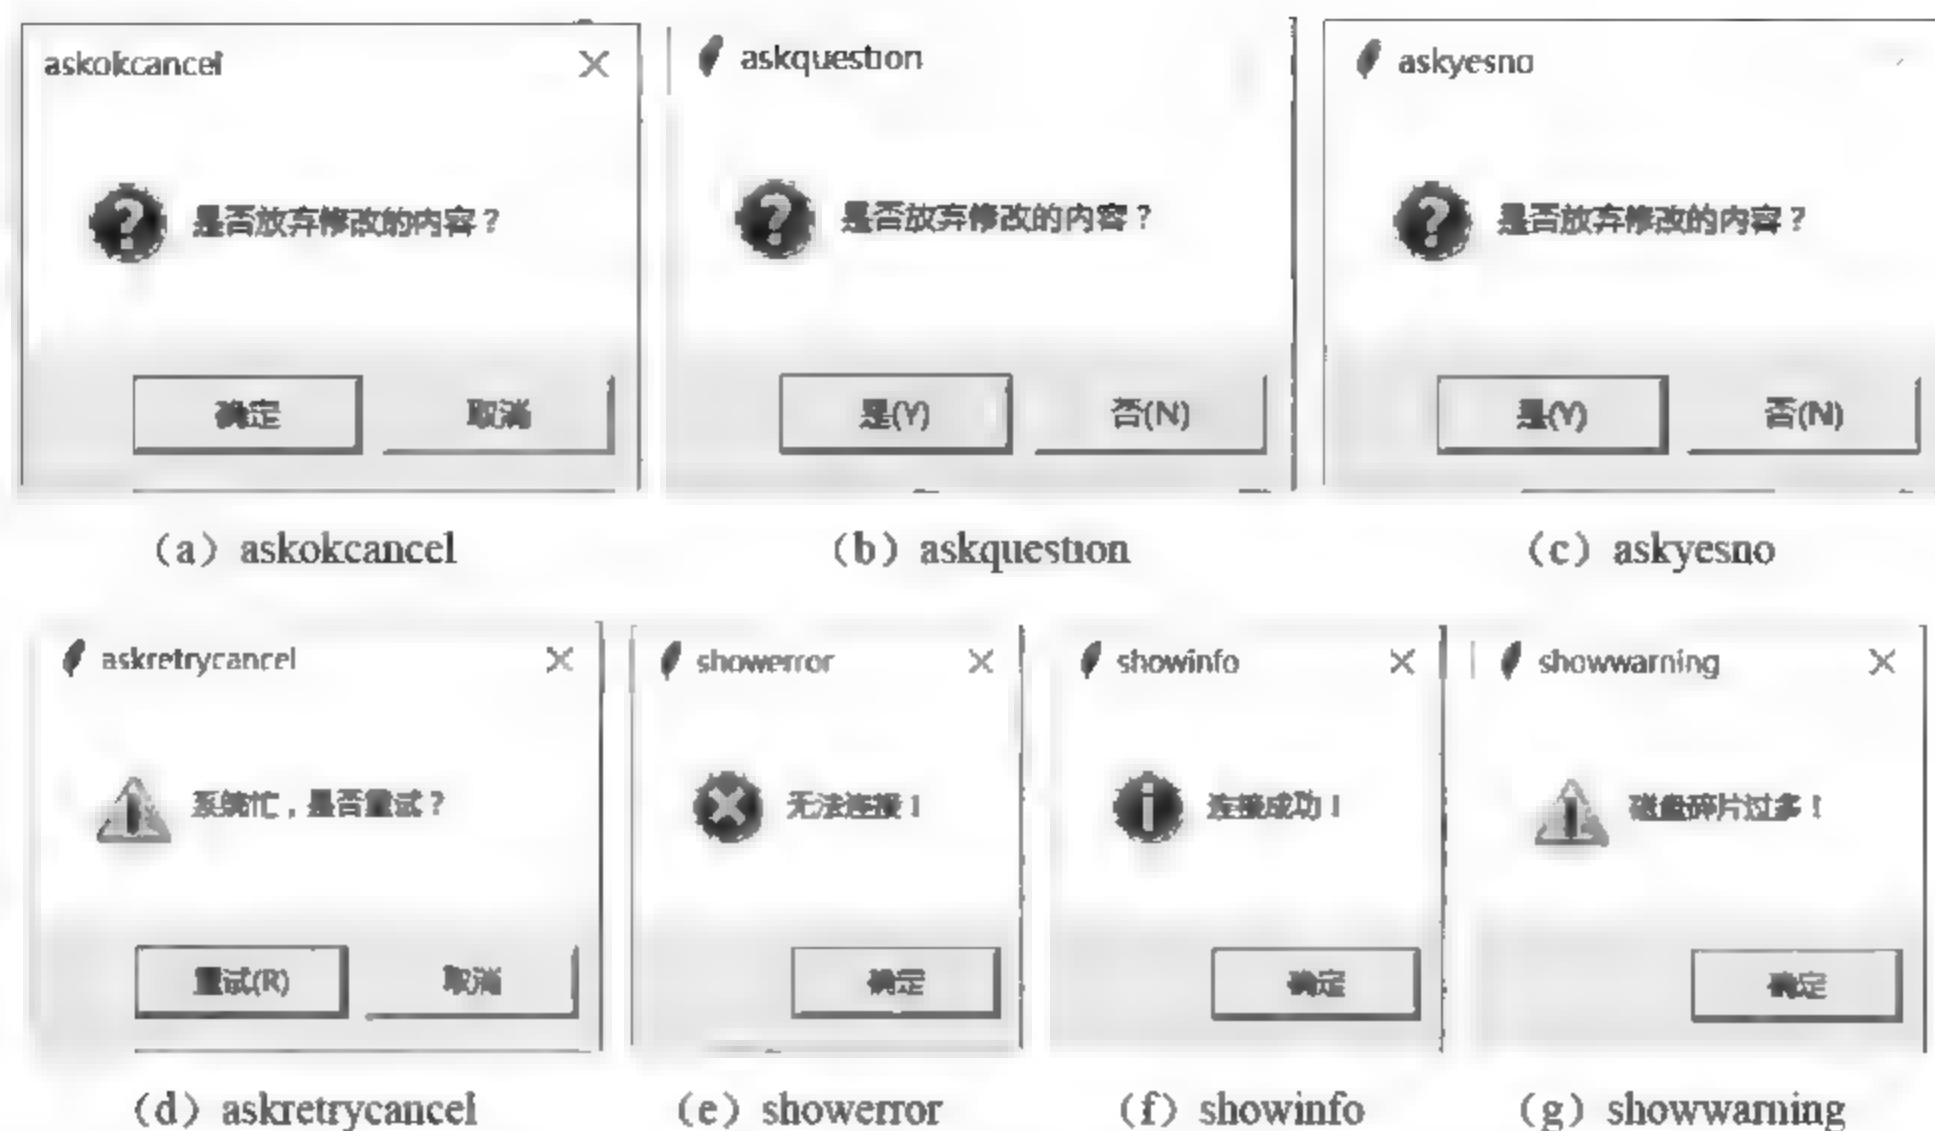 askokcancel
是否放弃修改的内容？
确定
取消
(a) askokcancel
askquestion
是否放弃修改的内容？
是(Y)
否(N)
(b) askquestion
askyesno
是否放弃修改的内容？
是(Y)
否(N)
(c) askyesno
askretrycancel
系统忙，是否重试？
重试(R)
取消
(d) askretrycancel
showerror
无法连接！
确定
(e) showerror
showinfo
连接成功！
确定
(f) showinfo
showwarning
磁盘碎片过多！
确定
(g) showwarning